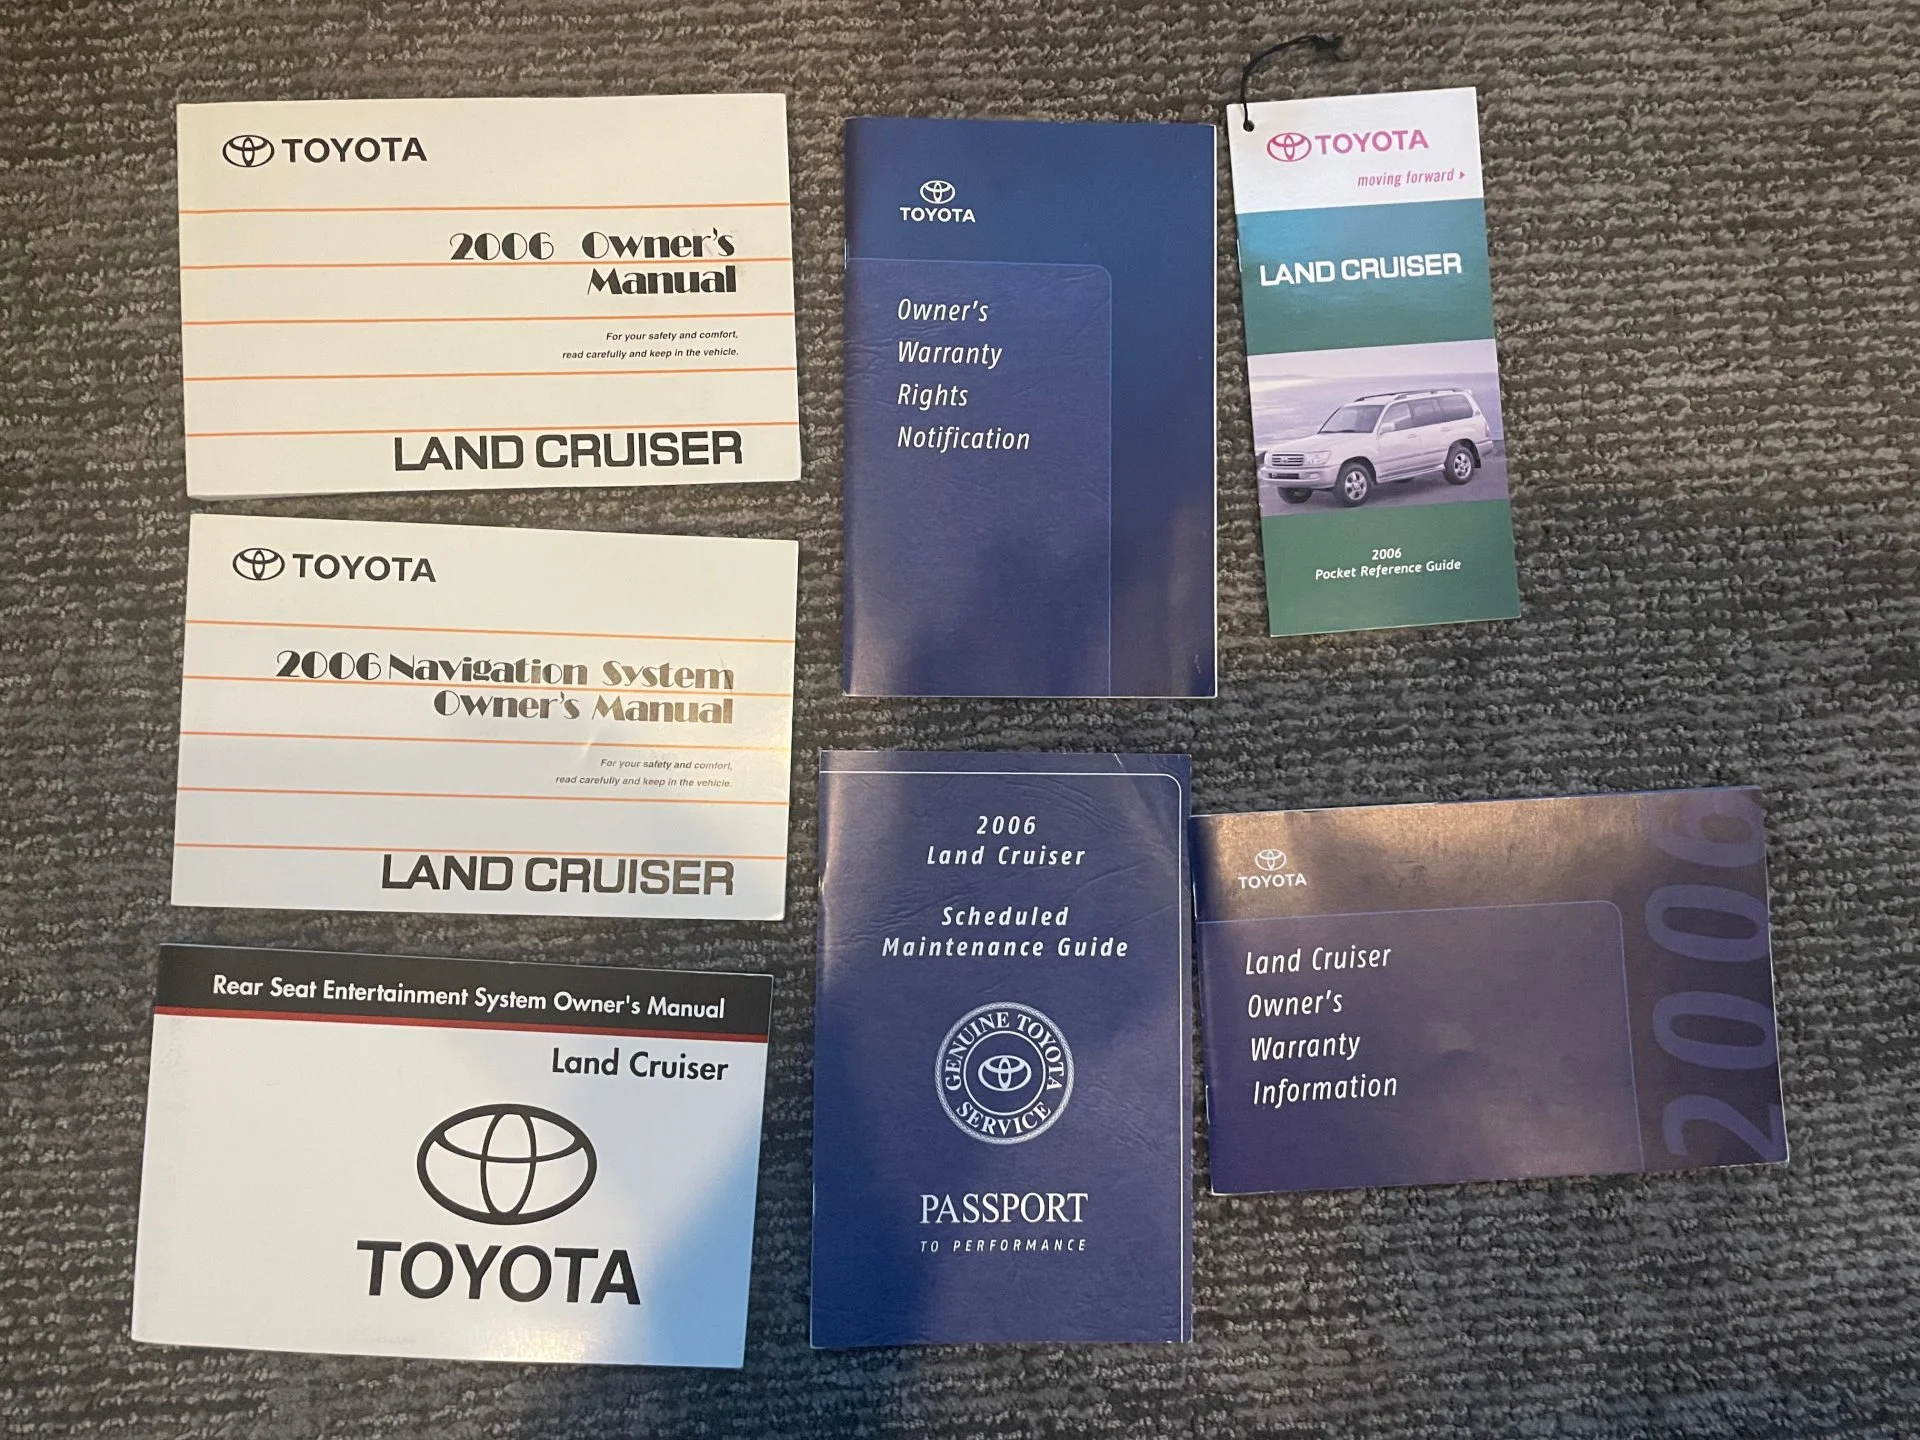 TOYOTA
2006 Owner's
Manual
For your safety and comfort,
read carefully and keep in the vehicle.
LAND CRUISER
TOYOTA
2006 Navigation System
Owner's Manual
For your safety and comfort,
read carefully and keep in the vehicle.
LAND CRUISER
Rear Seat Entertainment System Owner's Manual
Land Cruiser
TOYOTA
TOYOTA
Owner's
Warranty
Rights
Notification
TOYOTA
moving forward
LAND CRUISER
2006
Pocket Reference Guide
2006
Land Cruiser
Scheduled
Maintenance Guide
GENUINE TOYOTA
SERVICE
PASSPORT
TO PERFORMANCE
TOYOTA
Land Cruiser
Owner's
Warranty
Information
2006